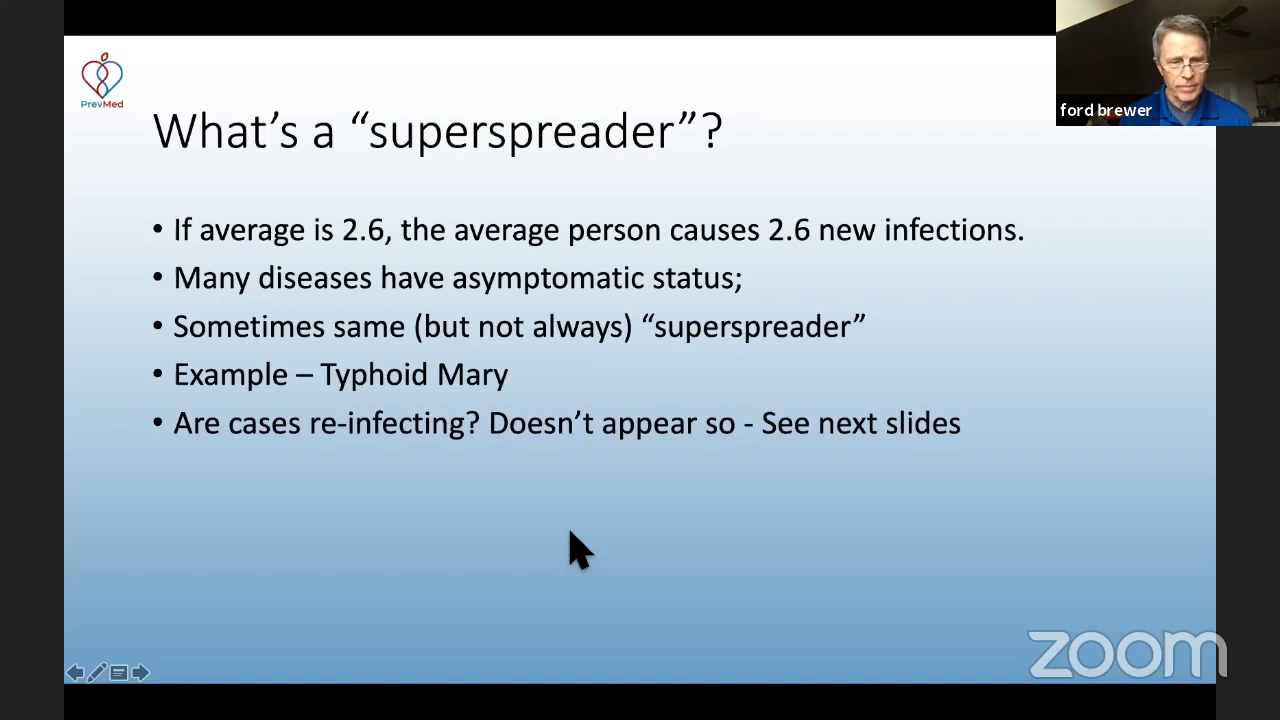 PrevMed
ford brewer
What’s a “superspreader”?
• If average is 2.6, the average person causes 2.6 new infections.
• Many diseases have asymptomatic status;
• Sometimes same (but not always) “superspreader”
• Example – Typhoid Mary
• Are cases re-infecting? Doesn’t appear so - See next slides
zoom